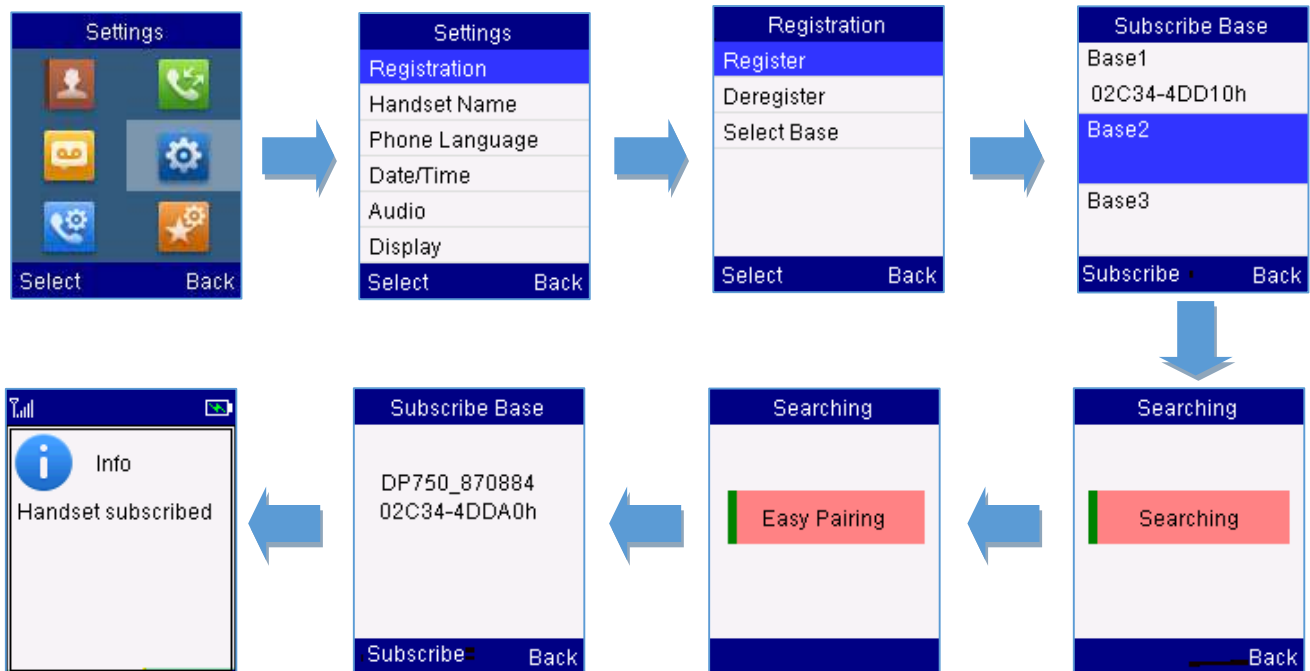 Settings
Select Back
Settings
Registration
Handset Name
Phone Language
Date/Time
Audio
Display
Select Back
Registration
Register
Deregister
Select Base
Select Back
Subscribe Base
Base1
02C34-4DD10h
Base2
Base3
Subscribe Back
Searching
Searching
Back
Searching
Easy Pairing
Subscribe Base
DP750_870884
02C34-4DDA0h
Subscribe Back
Info
Handset subscribed